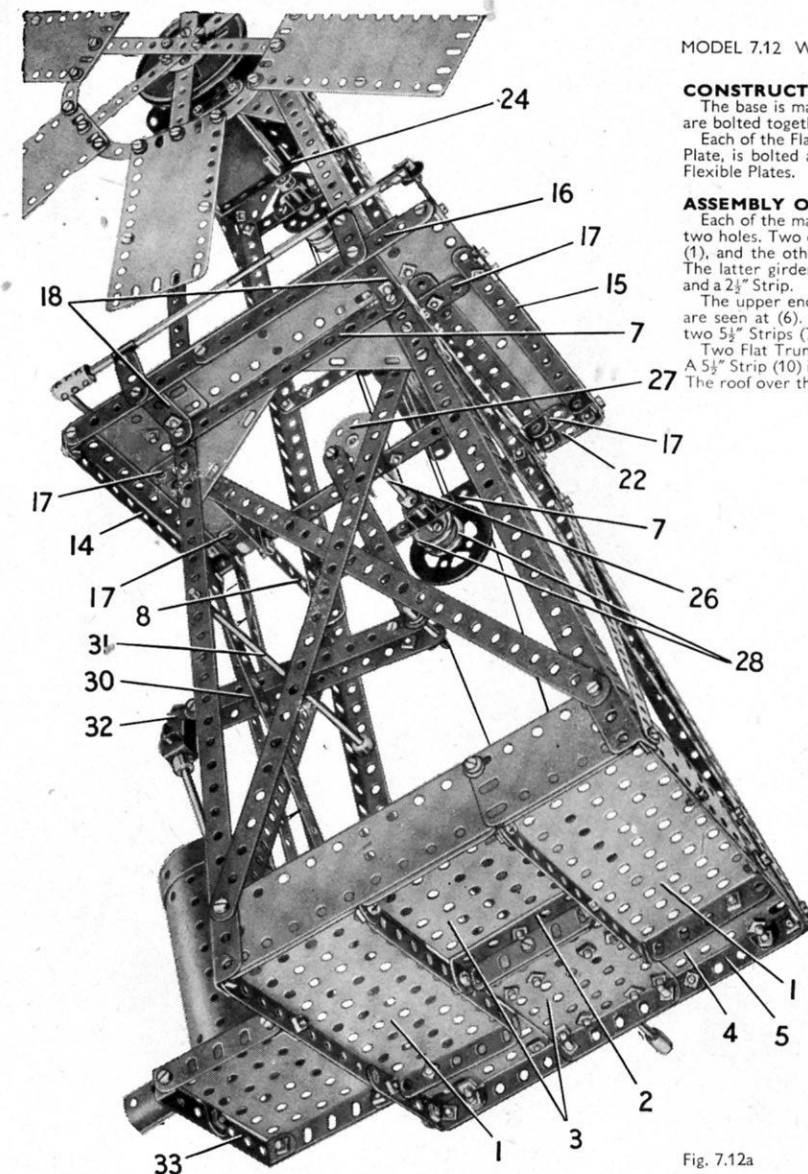 MODEL 7.12 W
CONSTRUCT
The base is ma
are bolted togeth
Each of the Fla
Plate, is bolted a
Flexible Plates.
ASSEMBLY O
Each of the ma
two holes. Two
(1), and the oth
The latter girder
and a 2½" Strip.
The upper end
are seen at (6).
two 5½" Strips (7
Two Flat Trun
A 5½" Strip (10)
The roof over th
24
16
17
15
18
7
27
17
22
17
14
7
17
8
26
31
28
30
32
1
4
5
2
3
1
33
Fig. 7.12a